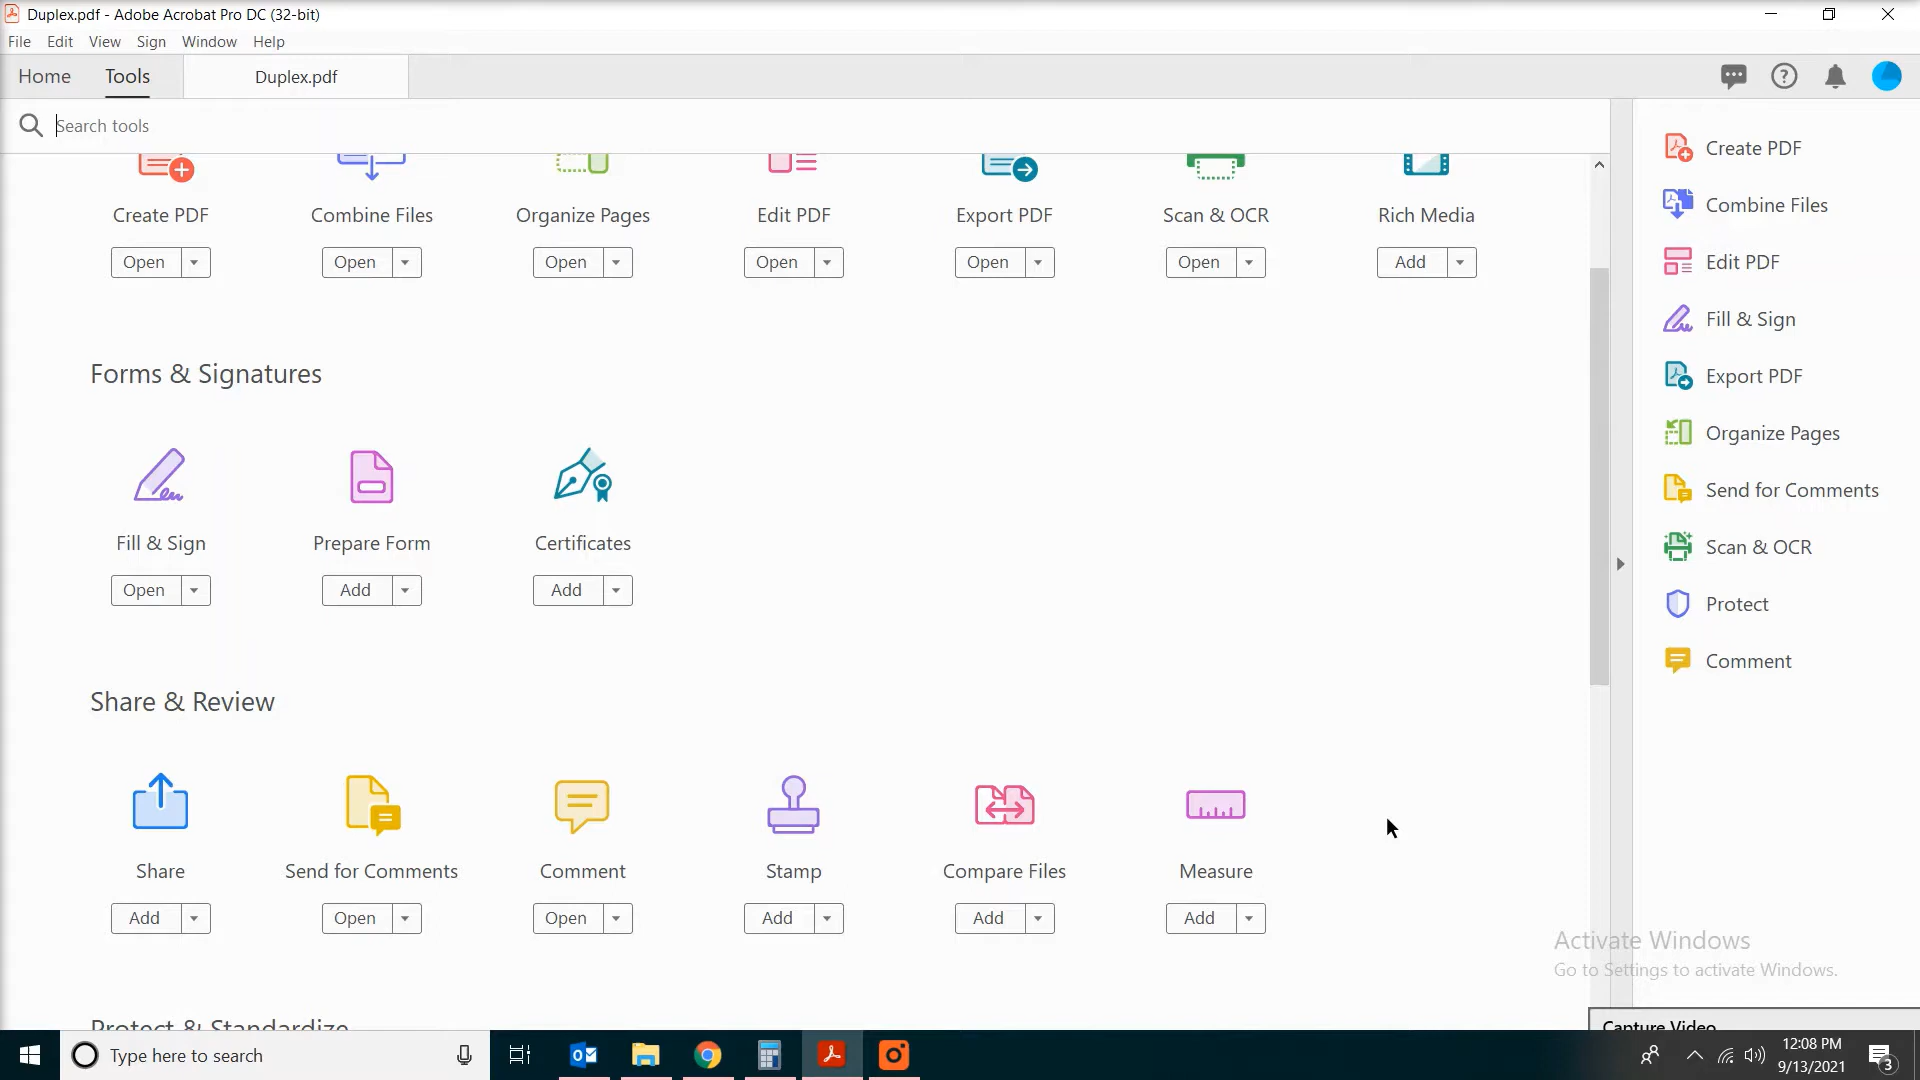 Duplex.pdf - Adobe Acrobat Pro DC (32-bit)
File Edit View Sign Window Help
Home Tools Duplex.pdf
Search tools
Create PDF Combine Files Organize Pages Edit PDF Export PDF Scan & OCR Rich Media
Open Open Open Open Open Open Add
Forms & Signatures
Fill & Sign Prepare Form Certificates
Open Add Add
Share & Review
Share Send for Comments Comment Stamp Compare Files Measure
Add Open Open Add Add Add
Protect & Standardize
Create PDF
Combine Files
Edit PDF
Fill & Sign
Export PDF
Organize Pages
Send for Comments
Scan & OCR
Protect
Comment
Activate Windows
Go to Settings to activate Windows.
Capture Video
Type here to search
12:08 PM
9/13/2021
3